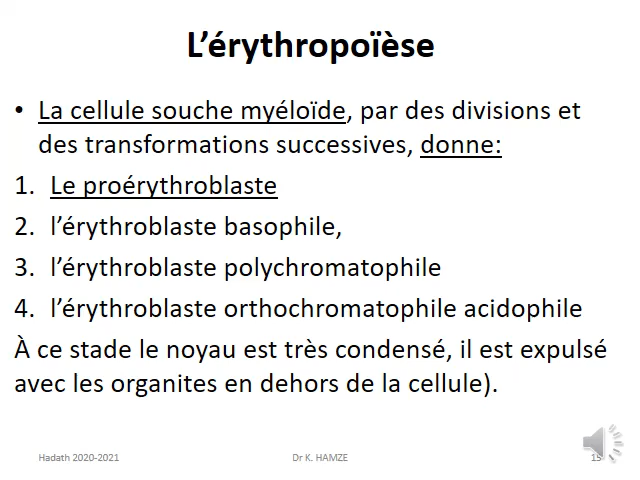 L’érythropoïèse
• La cellule souche myéloïde, par des divisions et
des transformations successives, donne:
1. Le proérythroblaste
2. l’érythroblaste basophile,
3. l’érythroblaste polychromatophile
4. l’érythroblaste orthochromatophile acidophile
À ce stade le noyau est très condensé, il est expulsé
avec les organites en dehors de la cellule).
Hadath 2020-2021 Dr K. HAMZE 15